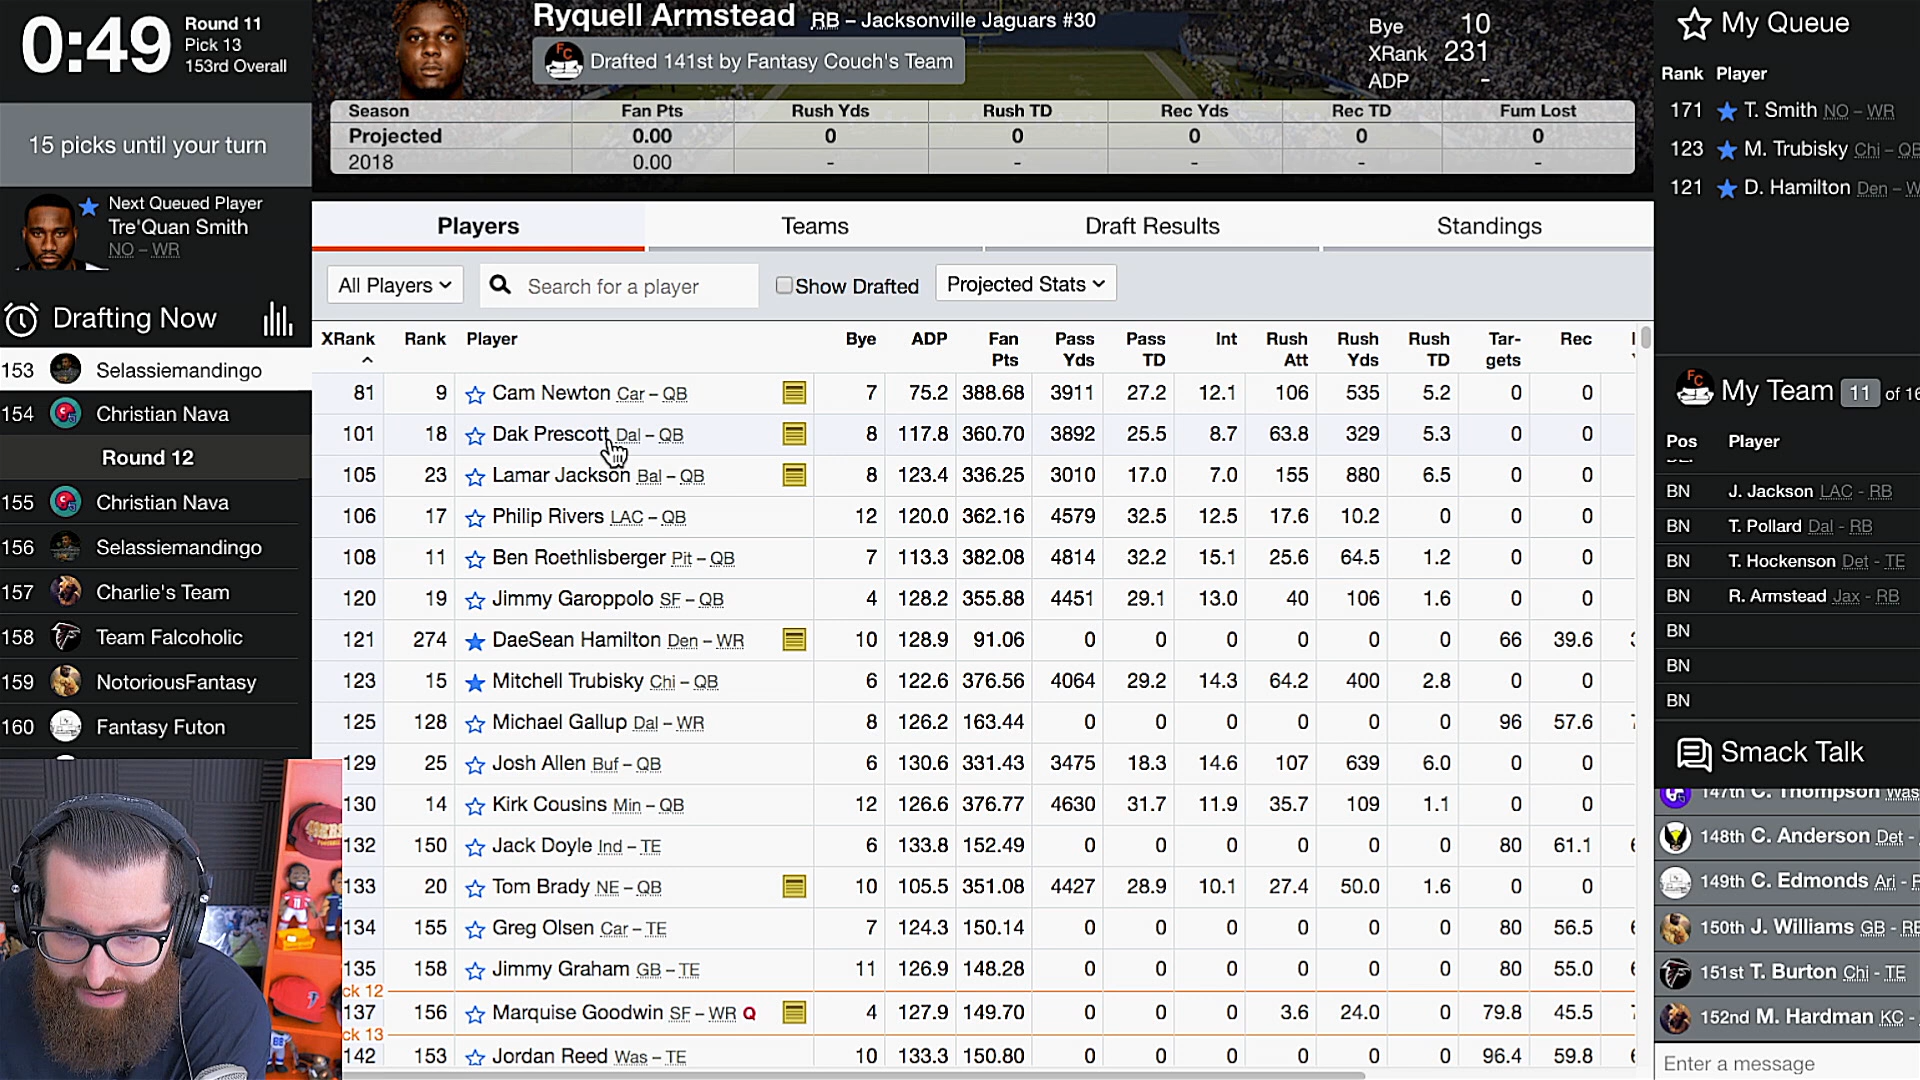 0:49
Round 11
Pick 13
153rd Overall
15 picks until your turn
Next Queued Player
Tre'Quan Smith
NO – WR
Drafting Now
153 Selassiemandingo
154 Christian Nava
Round 12
155 Christian Nava
156 Selassiemandingo
157 Charlie's Team
158 Team Falcoholic
159 NotoriousFantasy
160 Fantasy Futon
Ryquell Armstead RB – Jacksonville Jaguars #30
FC Drafted 141st by Fantasy Couch's Team
Bye 10
XRank 231
ADP -
Season Fan Pts Rush Yds Rush TD Rec Yds Rec TD Fum Lost
Projected 0.00 0 0 0 0 0
2018 0.00 - - - - -
Players Teams Draft Results Standings
All Players Search for a player Show Drafted Projected Stats
XRank Rank Player Bye ADP Fan Pts Pass Yds Pass TD Int Rush Att Rush Yds Rush TD Tar-gets Rec
81 9 Cam Newton Car – QB 7 75.2 388.68 3911 27.2 12.1 106 535 5.2 0 0
101 18 Dak Prescott Dal – QB 8 117.8 360.70 3892 25.5 8.7 63.8 329 5.3 0 0
105 23 Lamar Jackson Bal – QB 8 123.4 336.25 3010 17.0 7.0 155 880 6.5 0 0
106 17 Philip Rivers LAC – QB 12 120.0 362.16 4579 32.5 12.5 17.6 10.2 0 0 0
108 11 Ben Roethlisberger Pit – QB 7 113.3 382.08 4814 32.2 15.1 25.6 64.5 1.2 0 0
120 19 Jimmy Garoppolo SF – QB 4 128.2 355.88 4451 29.1 13.0 40 106 1.6 0 0
121 274 DaeSean Hamilton Den – WR 10 128.9 91.06 0 0 0 0 0 0 66 39.6
123 15 Mitchell Trubisky Chi – QB 6 122.6 376.56 4064 29.2 14.3 64.2 400 2.8 0 0
125 128 Michael Gallup Dal – WR 8 126.2 163.44 0 0 0 0 0 0 96 57.6
129 25 Josh Allen Buf – QB 6 130.6 331.43 3475 18.3 14.6 107 639 6.0 0 0
130 14 Kirk Cousins Min – QB 12 126.6 376.77 4630 31.7 11.9 35.7 109 1.1 0 0
132 150 Jack Doyle Ind – TE 6 133.8 152.49 0 0 0 0 0 0 80 61.1
133 20 Tom Brady NE – QB 10 105.5 351.08 4427 28.9 10.1 27.4 50.0 1.6 0 0
134 155 Greg Olsen Car – TE 7 124.3 150.14 0 0 0 0 0 0 80 56.5
135 158 Jimmy Graham GB – TE 11 126.9 148.28 0 0 0 0 0 0 80 55.0
ck 12
137 156 Marquise Goodwin SF – WR Q 4 127.9 149.70 0 0 0 3.6 24.0 0 79.8 45.5
ck 13
142 153 Jordan Reed Was – TE 10 133.3 150.80 0 0 0 0 0 0 96.4 59.8
My Queue
Rank Player
171 T. Smith NO – WR
123 M. Trubisky Chi – QB
121 D. Hamilton Den – W
FC My Team 11 of 16
Pos Player
BN J. Jackson LAC - RB
BN T. Pollard Dal - RB
BN T. Hockenson Det - TE
BN R. Armstead Jax - RB
BN
BN
BN
Smack Talk
147th C. Thompson Was
148th C. Anderson Det -
149th C. Edmonds Ari -
150th J. Williams GB - RB
151st T. Burton Chi - TE
152nd M. Hardman KC -
Enter a message